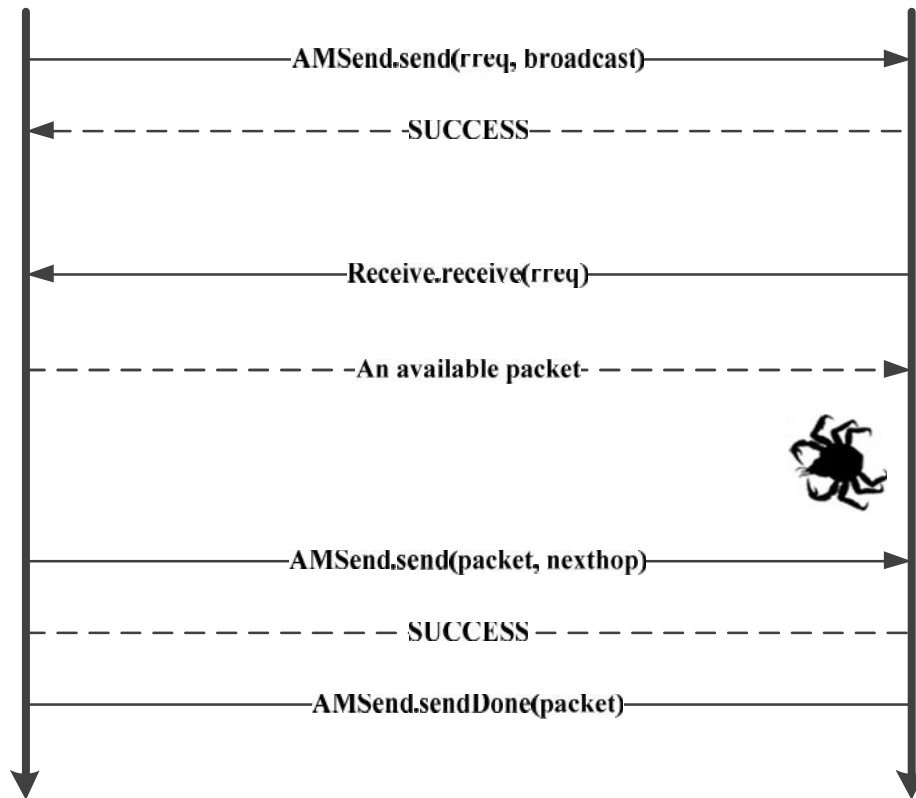 AMSend.send(rreq, broadcast)
SUCCESS
Receive.receive(rreq)
An available packet
AMSend.send(packet, nexthop)
SUCCESS
AMSend.sendDone(packet)